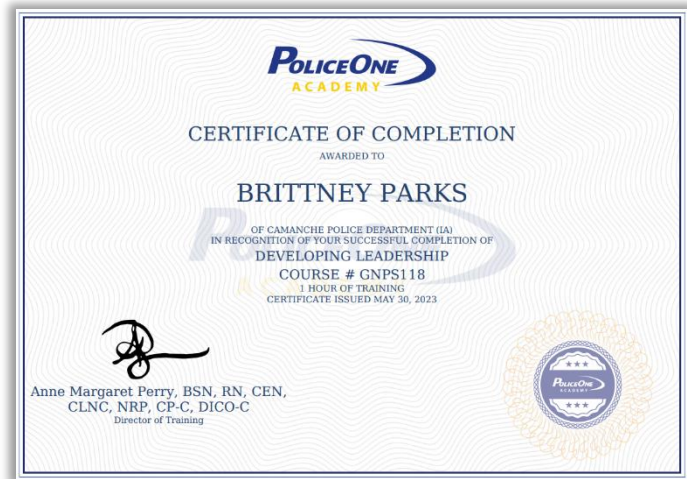 POLICEONE
ACADEMY
CERTIFICATE OF COMPLETION
AWARDED TO
BRITTNEY PARKS
OF CAMANCHE POLICE DEPARTMENT (IA)
IN RECOGNITION OF YOUR SUCCESSFUL COMPLETION OF
DEVELOPING LEADERSHIP
COURSE # GNPS118
1 HOUR OF TRAINING
CERTIFICATE ISSUED MAY 30, 2023
Anne Margaret Perry, BSN, RN, CEN,
CLNC, NRP, CP-C, DICO-C
Director of Training
POLICEONE
ACADEMY